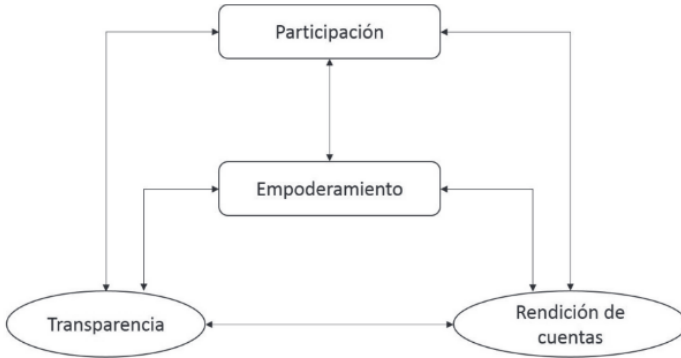 Participación
Empoderamiento
Transparencia
Rendición de
cuentas